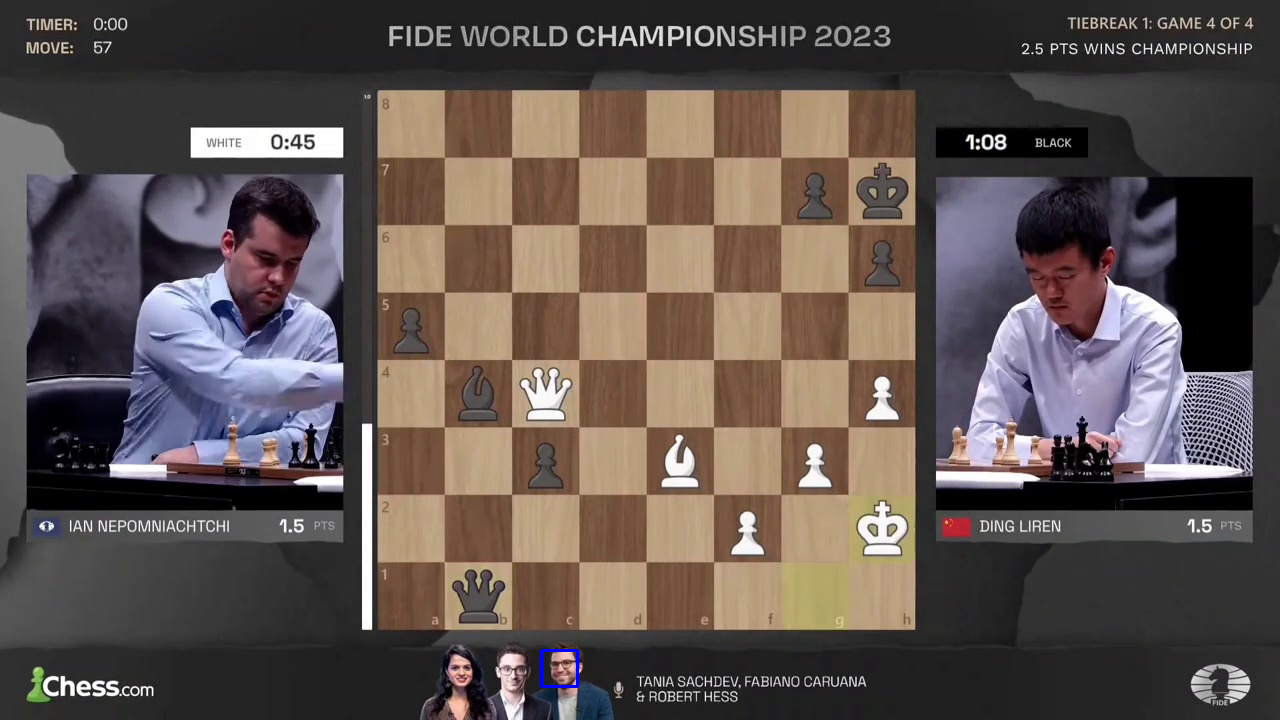 TIMER: 0:00
MOVE: 57
FIDE WORLD CHAMPIONSHIP 2023
TIEBREAK 1: GAME 4 OF 4
2.5 PTS WINS CHAMPIONSHIP
WHITE 0:45
1:08 BLACK
8
7
6
5
4
3
2
1
a b c d e f g h
IAN NEPOMNIACHTCHI 1.5 PTS
DING LIREN 1.5 PTS
Chess.com
TANIA SACHDEV, FABIANO CARUANA
& ROBERT HESS
FIDE